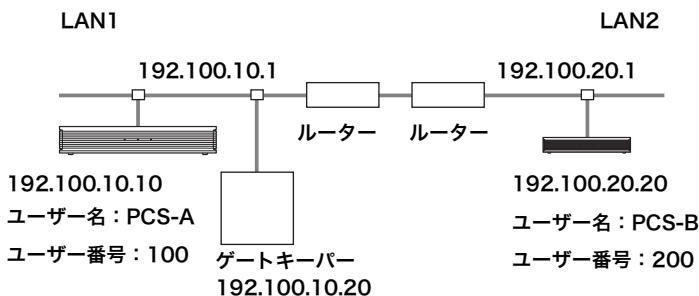 LAN1
LAN2
192.100.10.1
192.100.20.1
ルーター
ルーター
192.100.10.10
ユーザー名：PCS-A
ユーザー番号：100
ゲートキーパー
192.100.10.20
192.100.20.20
ユーザー名：PCS-B
ユーザー番号：200